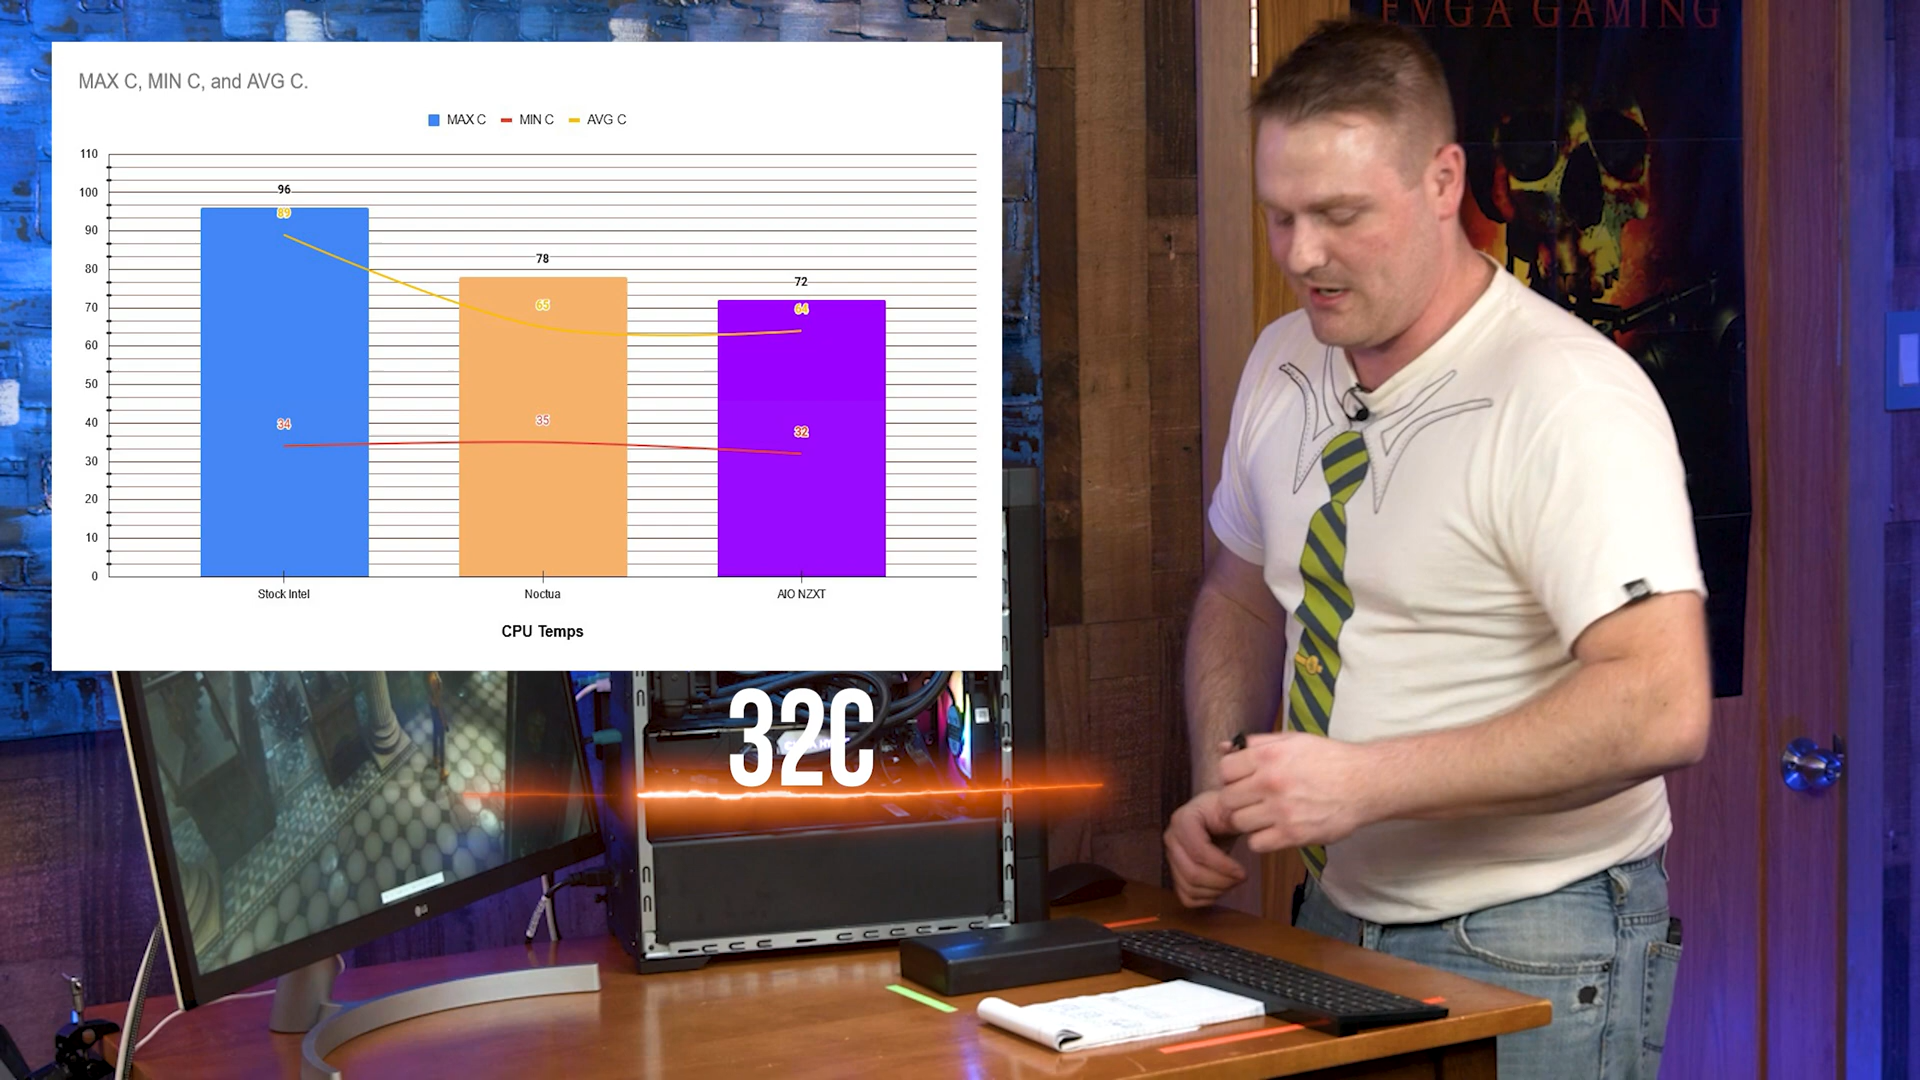 EVGA GAMING
MAX C, MIN C, and AVG C.
MAX C MIN C AVG C
110
100
90
80
70
60
50
40
30
20
10
0
96
89
78
72
65
64
34
35
32
Stock Intel
Noctua
AIO NZXT
CPU Temps
32C
LG